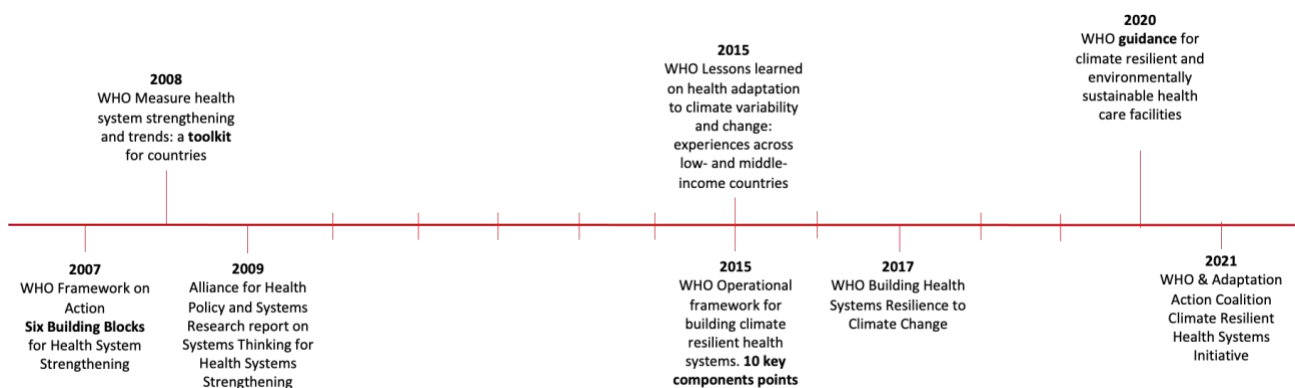 2007
WHO Framework on
Action
Six Building Blocks
for Health System
Strengthening
2008
WHO Measure health
system strengthening
and trends: a toolkit
for countries
2009
Alliance for Health
Policy and Systems
Research report on
Systems Thinking for
Health Systems
Strengthening
2015
WHO Lessons learned
on health adaptation
to climate variability
and change:
experiences across
low- and middle-
income countries
2015
WHO Operational
framework for
building climate
resilient health
systems. 10 key
components points
2017
WHO Building Health
Systems Resilience to
Climate Change
2020
WHO guidance for
climate resilient and
environmentally
sustainable health
care facilities
2021
WHO & Adaptation
Action Coalition
Climate Resilient
Health Systems
Initiative